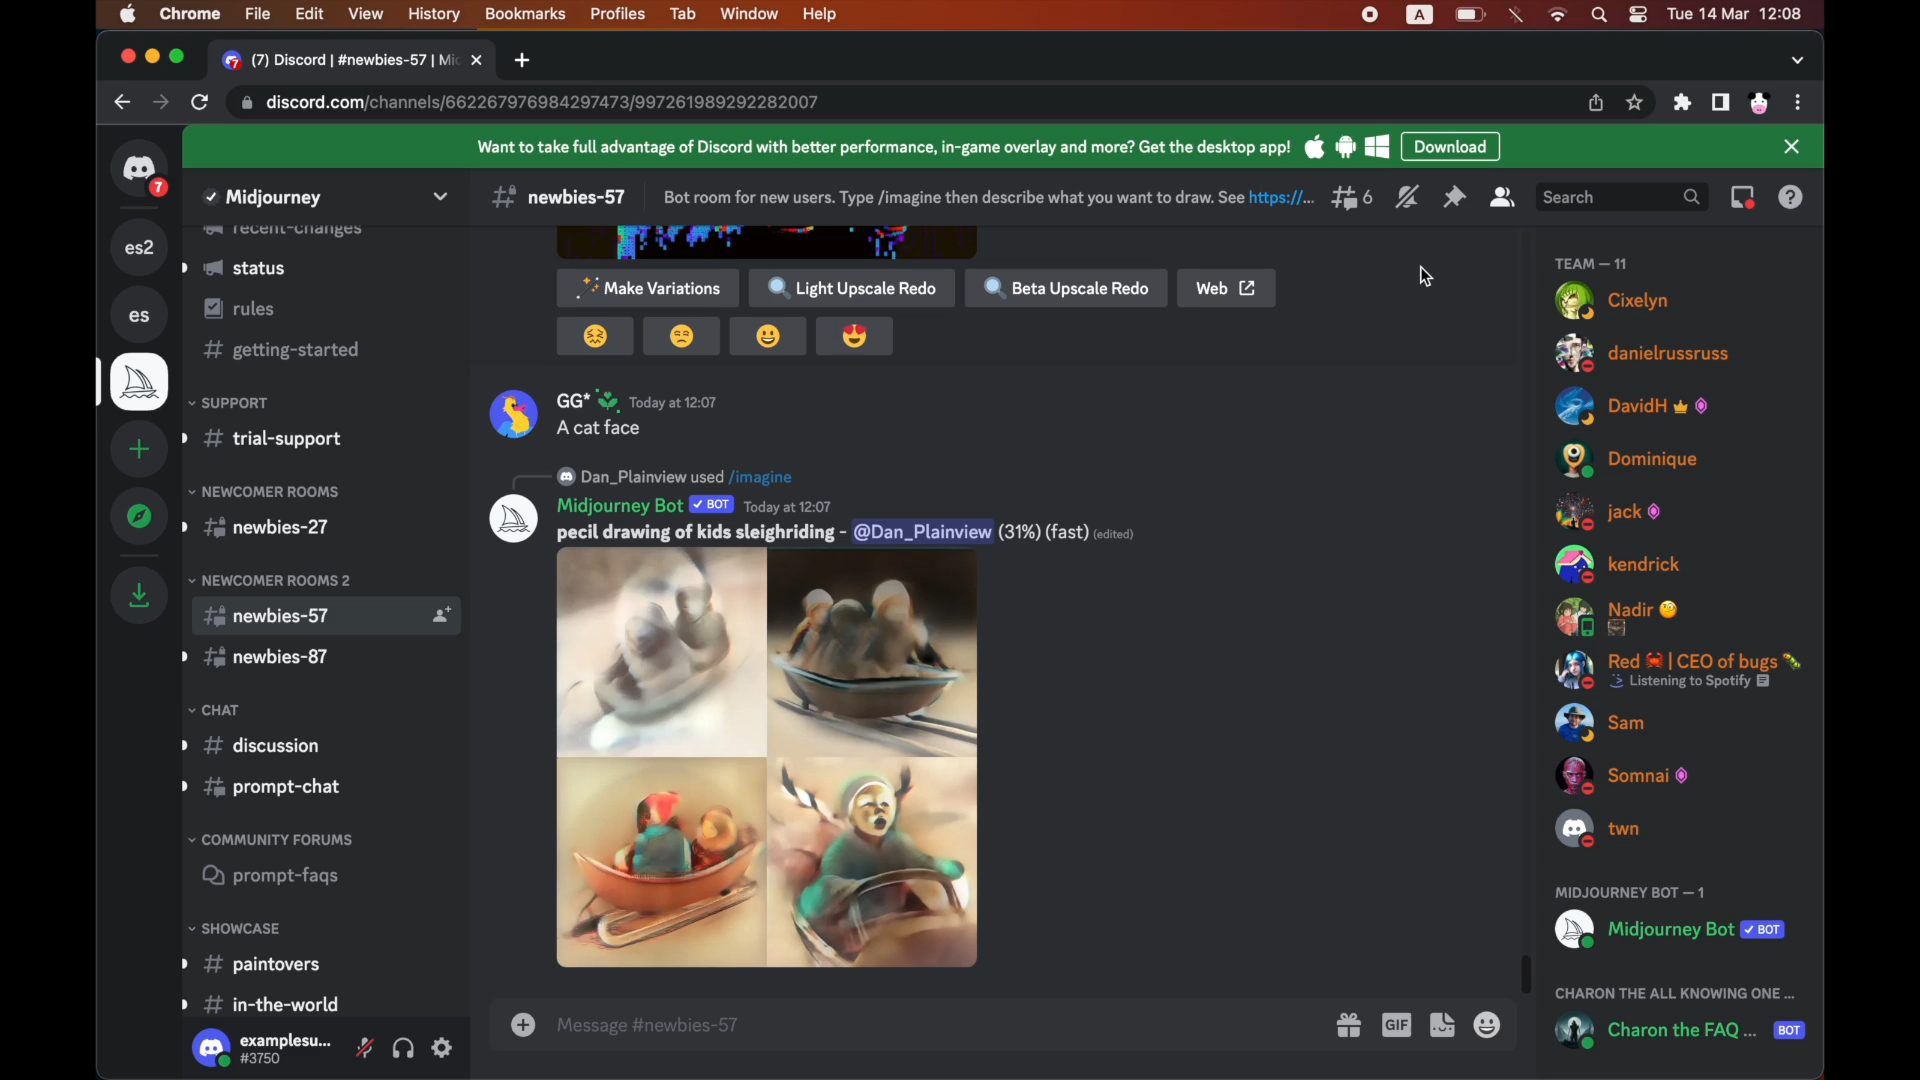 Chrome File Edit View History Bookmarks Profiles Tab Window Help
A Tue 14 Mar 12:08
(7) Discord | #newbies-57 | Mi
discord.com/channels/662267976984297473/997261989292282007
Want to take full advantage of Discord with better performance, in-game overlay and more? Get the desktop app! Download
7
es2
es
Midjourney
recent-changes
status
rules
getting-started
SUPPORT
trial-support
NEWCOMER ROOMS
newbies-27
NEWCOMER ROOMS 2
newbies-57
newbies-87
CHAT
discussion
prompt-chat
COMMUNITY FORUMS
prompt-faqs
SHOWCASE
paintovers
in-the-world
examplesu...
#3750
newbies-57 Bot room for new users. Type /imagine then describe what you want to draw. See https://... 6 Search
Make Variations Light Upscale Redo Beta Upscale Redo Web
GG* Today at 12:07
A cat face
Dan_Plainview used /imagine
Midjourney Bot BOT Today at 12:07
pecil drawing of kids sleighriding - @Dan_Plainview (31%) (fast) (edited)
Message #newbies-57
GIF
TEAM — 11
Cixelyn
danielrussruss
DavidH
Dominique
jack
kendrick
Nadir
Red | CEO of bugs
Listening to Spotify
Sam
Somnai
twn
MIDJOURNEY BOT — 1
Midjourney Bot BOT
CHARON THE ALL KNOWING ONE ...
Charon the FAQ ... BOT